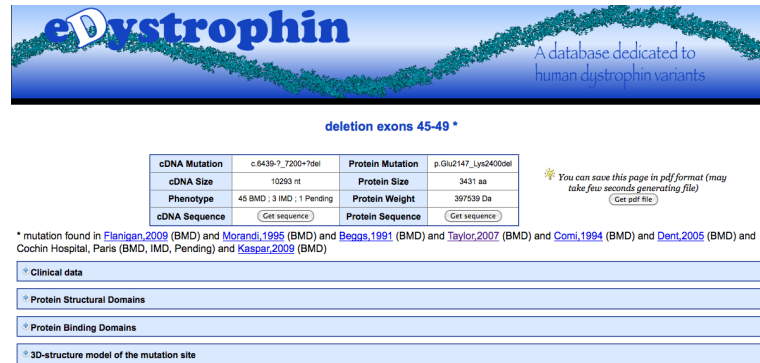 eDystrophin
A database dedicated to
human dystrophin variants
deletion exons 45-49 *
cDNA Mutation c.6439-?_7200+?del Protein Mutation p.Glu2147_Lys2400del
cDNA Size 10293 nt Protein Size 3431 aa
Phenotype 45 BMD ; 3 IMD ; 1 Pending Protein Weight 397539 Da
cDNA Sequence Get sequence Protein Sequence Get sequence
You can save this page in pdf format (may
take few seconds generating file)
Get pdf file
* mutation found in Flanigan,2009 (BMD) and Morandi,1995 (BMD) and Beggs,1991 (BMD) and Taylor,2007 (BMD) and Comi,1994 (BMD) and Dent,2005 (BMD) and
Cochin Hospital, Paris (BMD, IMD, Pending) and Kaspar,2009 (BMD)
Clinical data
Protein Structural Domains
Protein Binding Domains
3D-structure model of the mutation site